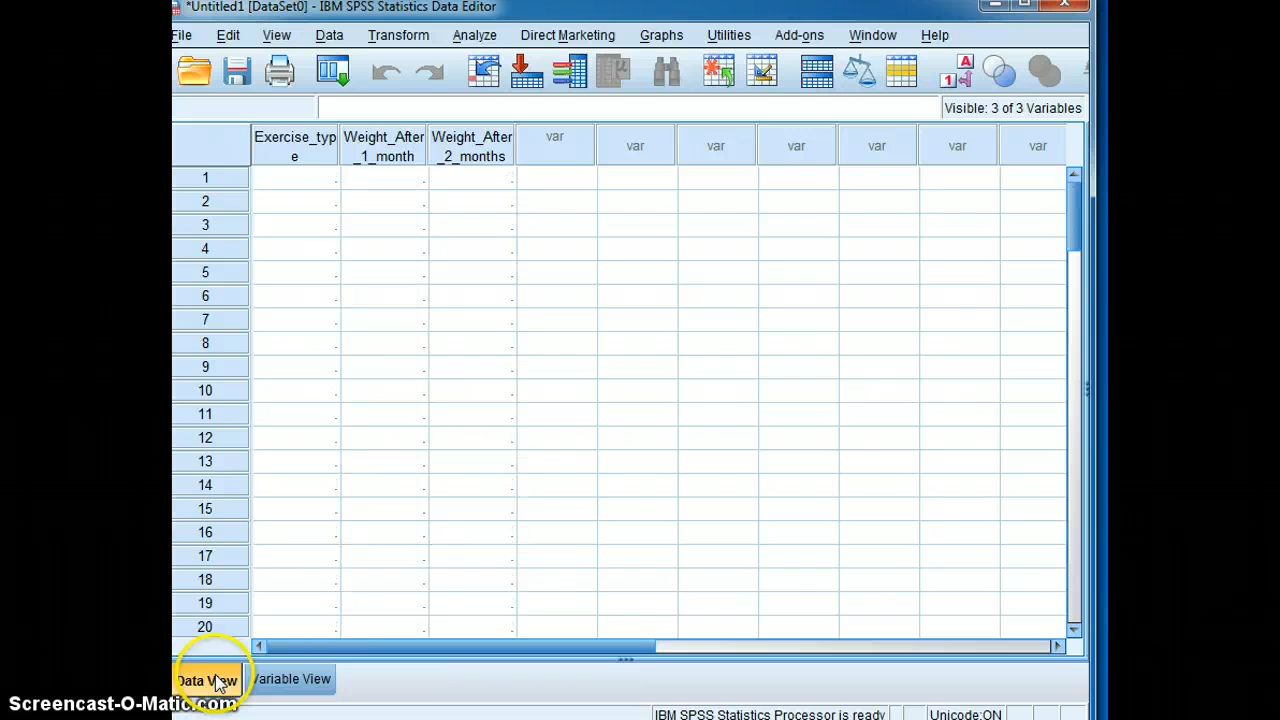 *Untitled1 [DataSet0] - IBM SPSS Statistics Data Editor
File Edit View Data Transform Analyze Direct Marketing Graphs Utilities Add-ons Window Help
Visible: 3 of 3 Variables
Exercise_typ
e
Weight_After
_1_month
Weight_After
_2_months
var var var var var var var
1
2
3
4
5
6
7
8
9
10
11
12
13
14
15
16
17
18
19
20
Data View Variable View
Screencast-O-Matic.com
IBM SPSS Statistics Processor is ready Unicode:ON